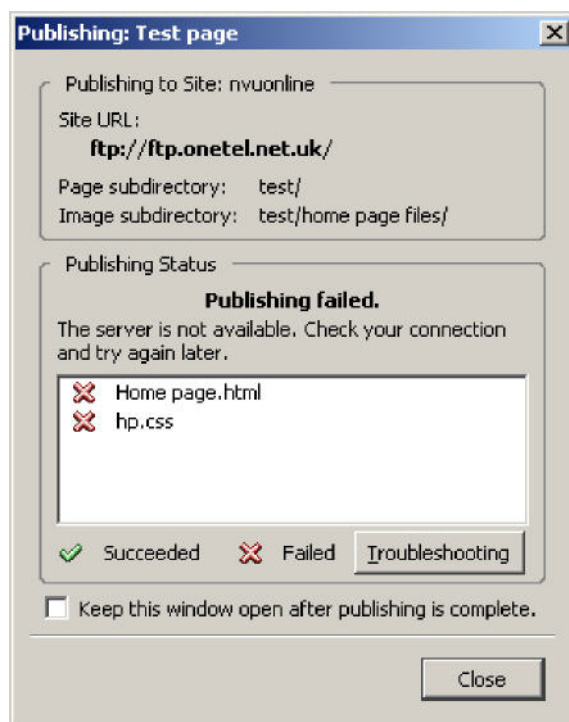 Publishing: Test page
Publishing to Site: nvuonline
Site URL:
ftp://ftp.onetel.net.uk/
Page subdirectory: test/
Image subdirectory: test/home page files/
Publishing Status
Publishing failed.
The server is not available. Check your connection
and try again later.
Home page.html
hp.css
Succeeded Failed Troubleshooting
Keep this window open after publishing is complete.
Close